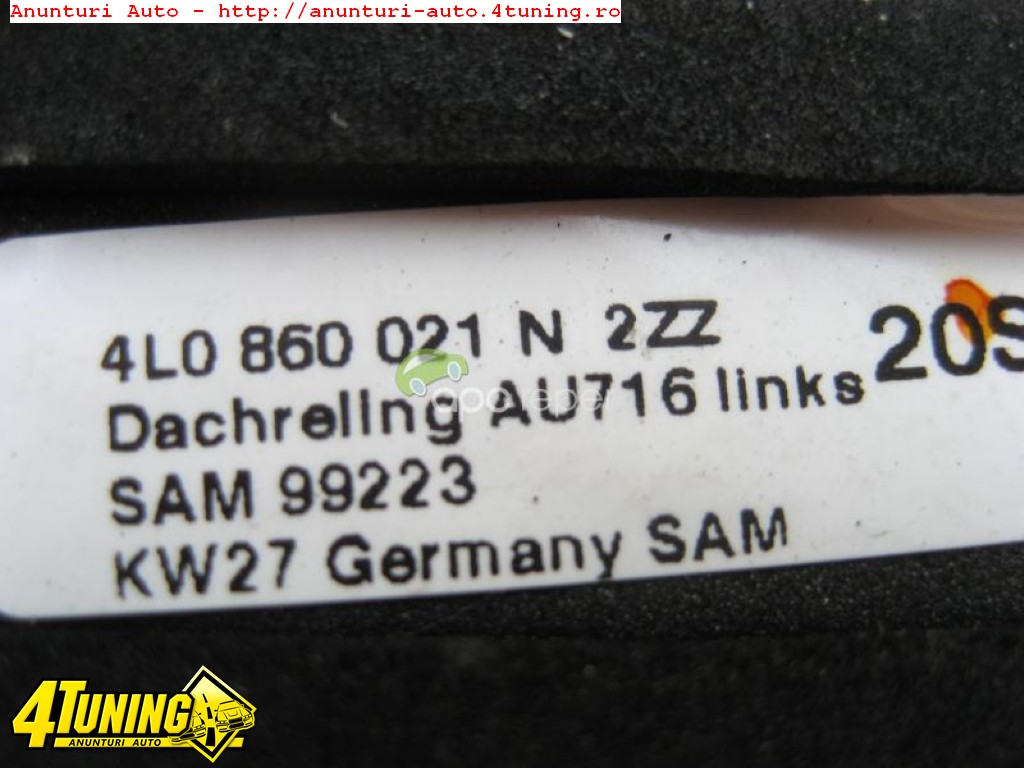 Anunturi Auto - http://anunturi-auto.4tuning.ro
4L0 860 021 N 2ZZ
Dachreling AU716 links
SAM 99223
KW27 Germany SAM
4TUNING
ANUNTURI AUTO